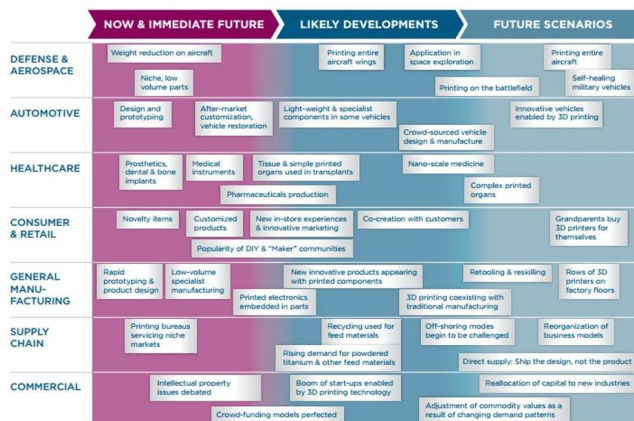 NOW & IMMEDIATE FUTURE
LIKELY DEVELOPMENTS
FUTURE SCENARIOS
DEFENSE &
AEROSPACE
Weight reduction on aircraft
Niche, low
volume parts
Printing entire
aircraft wings
Application in
space exploration
Printing on the battlefield
Printing entire
aircraft
Self-healing
military vehicles
AUTOMOTIVE
Design and
prototyping
After-market
customization,
vehicle restoration
Light-weight & specialist
components in some vehicles
Crowd-sourced vehicle
design & manufacture
Innovative vehicles
enabled by 3D printing
HEALTHCARE
Prosthetics,
dental & bone
implants
Medical
instruments
Tissue & simple printed
organs used in transplants
Pharmaceuticals production
Nano-scale medicine
Complex printed
organs
CONSUMER
& RETAIL
Novelty items
Customized
products
New in-store experiences
& innovative marketing
Co-creation with customers
Popularity of DIY & "Maker" communities
Grandparents buy
3D printers for
themselves
GENERAL
MANU-
FACTURING
Rapid
prototyping &
product design
Low-volume
specialist
manufacturing
Printed electronics
embedded in parts
New innovative products appearing
with printed components
3D printing coexisting with
traditional manufacturing
Retooling & reskilling
Rows of 3D
printers on
factory floors
SUPPLY
CHAIN
Printing bureaus
servicing niche
markets
Recycling used for
feed materials
Rising demand for powdered
titanium & other feed materials
Off-shoring modes
begin to be challenged
Reorganization of
business models
Direct supply: Ship the design, not the product
COMMERCIAL
Intellectual property
issues debated
Crowd-funding models perfected
Boom of start-ups enabled
by 3D printing technology
Adjustment of commodity values as a
result of changing demand patterns
Reallocation of capital to new industries